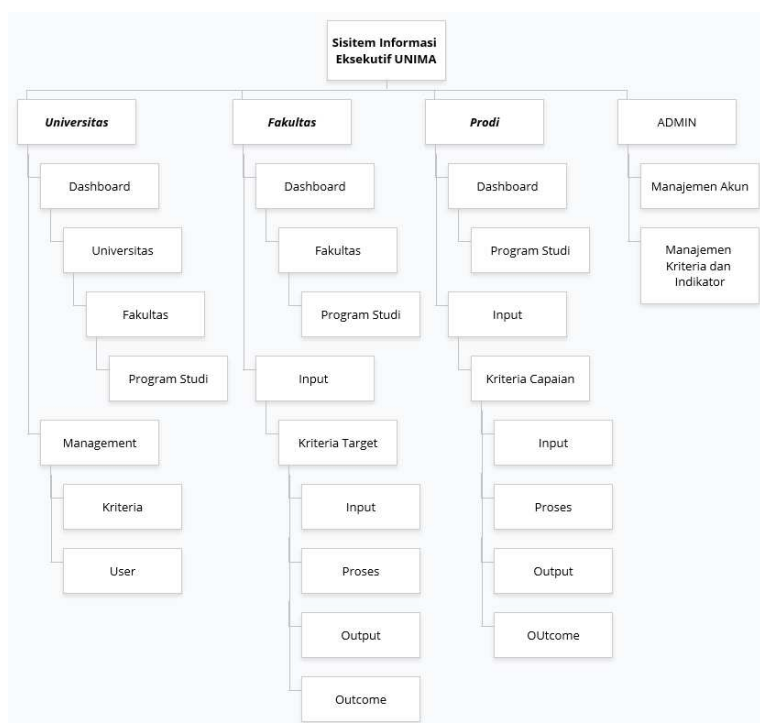 Sisitem Informasi
Eksekutif UNIMA
Universitas
Dashboard
Universitas
Fakultas
Program Studi
Management
Kriteria
User
Fakultas
Dashboard
Fakultas
Program Studi
Input
Kriteria Target
Input
Proses
Output
Outcome
Prodi
Dashboard
Program Studi
Input
Kriteria Capaian
Input
Proses
Output
OUtcome
ADMIN
Manajemen Akun
Manajemen
Kriteria dan
Indikator